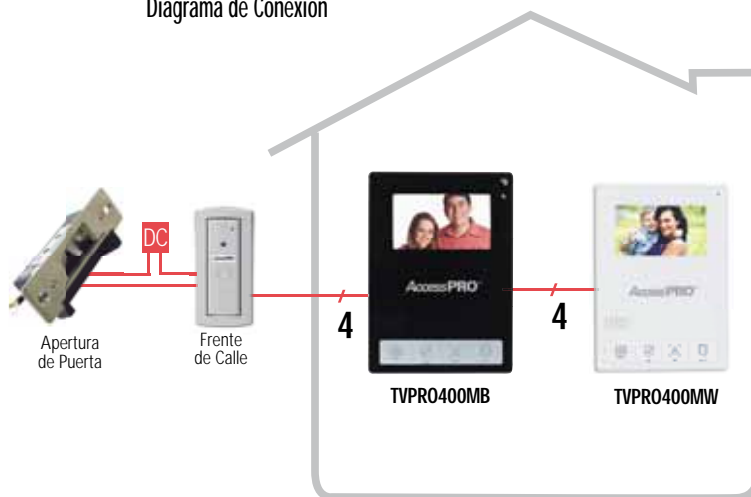 Diagrama de Conexión
DC
Apertura
de Puerta
Frente
de Calle
4
AccessPRO
TVPRO400MB
4
AccessPRO
TVPRO400MW